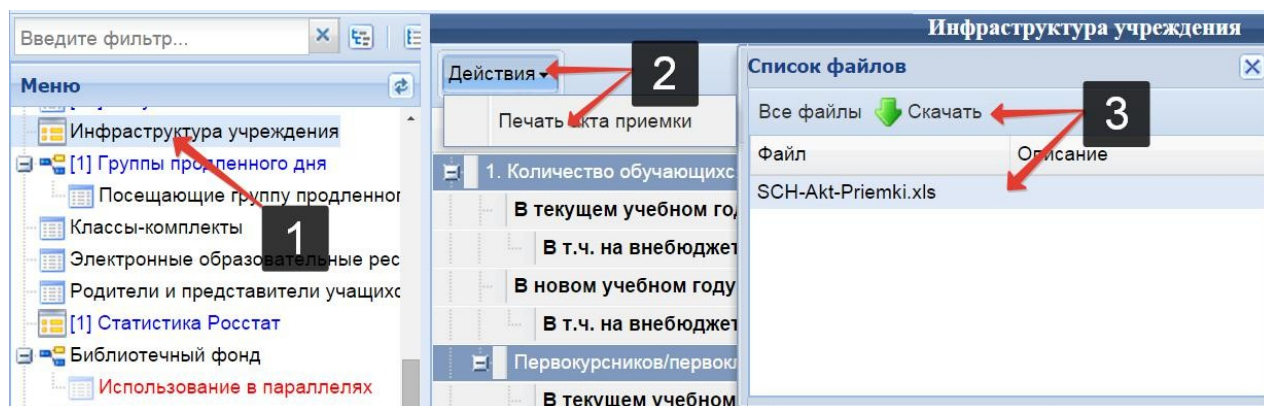 Введите фильтр...
Меню
Инфраструктура учреждения
[1] Группы продленного дня
Посещающие группу продленног
Классы-комплекты
Электронные образовательные рес
Родители и представители учащихс
[1] Статистика Росстат
Библиотечный фонд
Использование в параллелях
1
Инфраструктура учреждения
Действия
2
Печать акта приемки
1. Количество обучающихс
В текущем учебном го
В т.ч. на внебюджет
В новом учебном году
В т.ч. на внебюджет
Первокурсников/первокл
В текущем учебном
Список файлов
Все файлы Скачать
3
Файл Описание
SCH-Akt-Priemki.xls